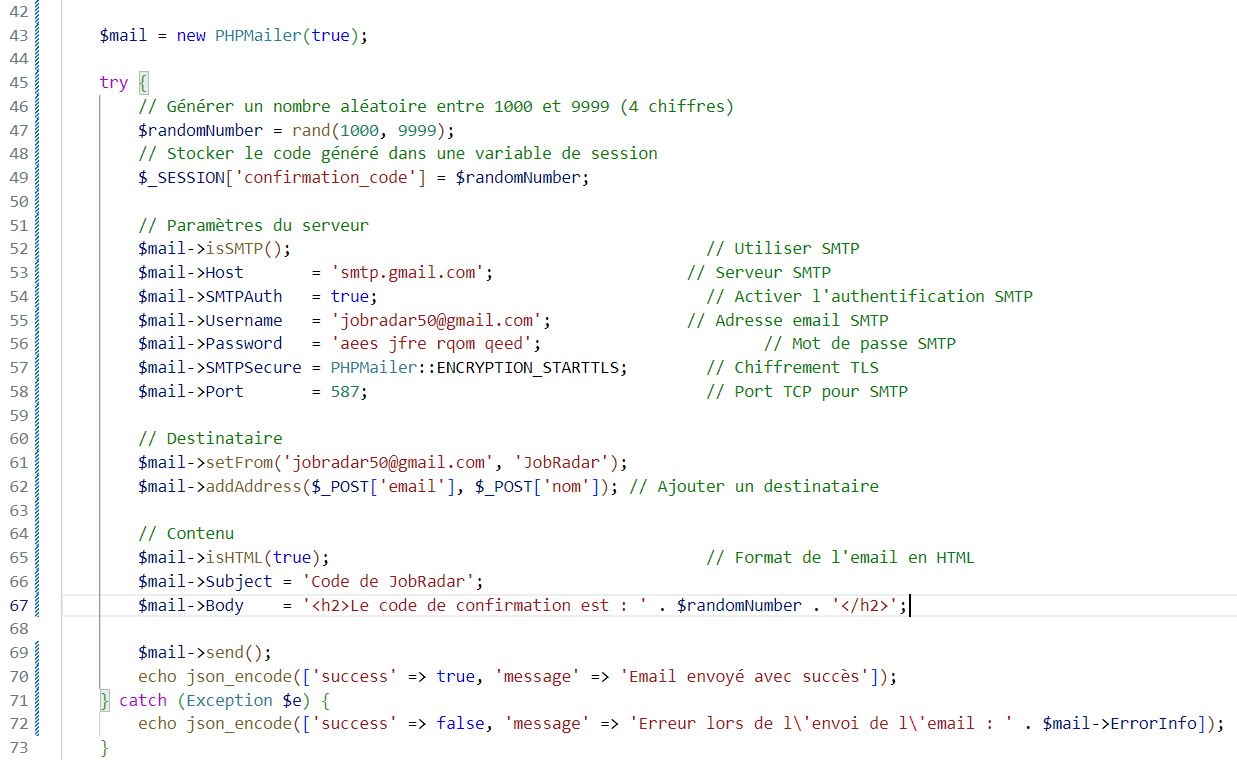 42
43 $mail = new PHPMailer(true);
44
45 try {
46 // Générer un nombre aléatoire entre 1000 et 9999 (4 chiffres)
47 $randomNumber = rand(1000, 9999);
48 // Stocker le code généré dans une variable de session
49 $_SESSION['confirmation_code'] = $randomNumber;
50
51 // Paramètres du serveur
52 $mail->isSMTP(); // Utiliser SMTP
53 $mail->Host = 'smtp.gmail.com'; // Serveur SMTP
54 $mail->SMTPAuth = true; // Activer l'authentification SMTP
55 $mail->Username = 'jobradar50@gmail.com'; // Adresse email SMTP
56 $mail->Password = 'aees jfre rqom qeed'; // Mot de passe SMTP
57 $mail->SMTPSecure = PHPMailer::ENCRYPTION_STARTTLS; // Chiffrement TLS
58 $mail->Port = 587; // Port TCP pour SMTP
59
60 // Destinataire
61 $mail->setFrom('jobradar50@gmail.com', 'JobRadar');
62 $mail->addAddress($_POST['email'], $_POST['nom']); // Ajouter un destinataire
63
64 // Contenu
65 $mail->isHTML(true); // Format de l'email en HTML
66 $mail->Subject = 'Code de JobRadar';
67 $mail->Body = '<h2>Le code de confirmation est : ' . $randomNumber . '</h2>';
68
69 $mail->send();
70 echo json_encode(['success' => true, 'message' => 'Email envoyé avec succès']);
71 } catch (Exception $e) {
72 echo json_encode(['success' => false, 'message' => 'Erreur lors de l\'envoi de l\'email : ' . $mail->ErrorInfo]);
73 }